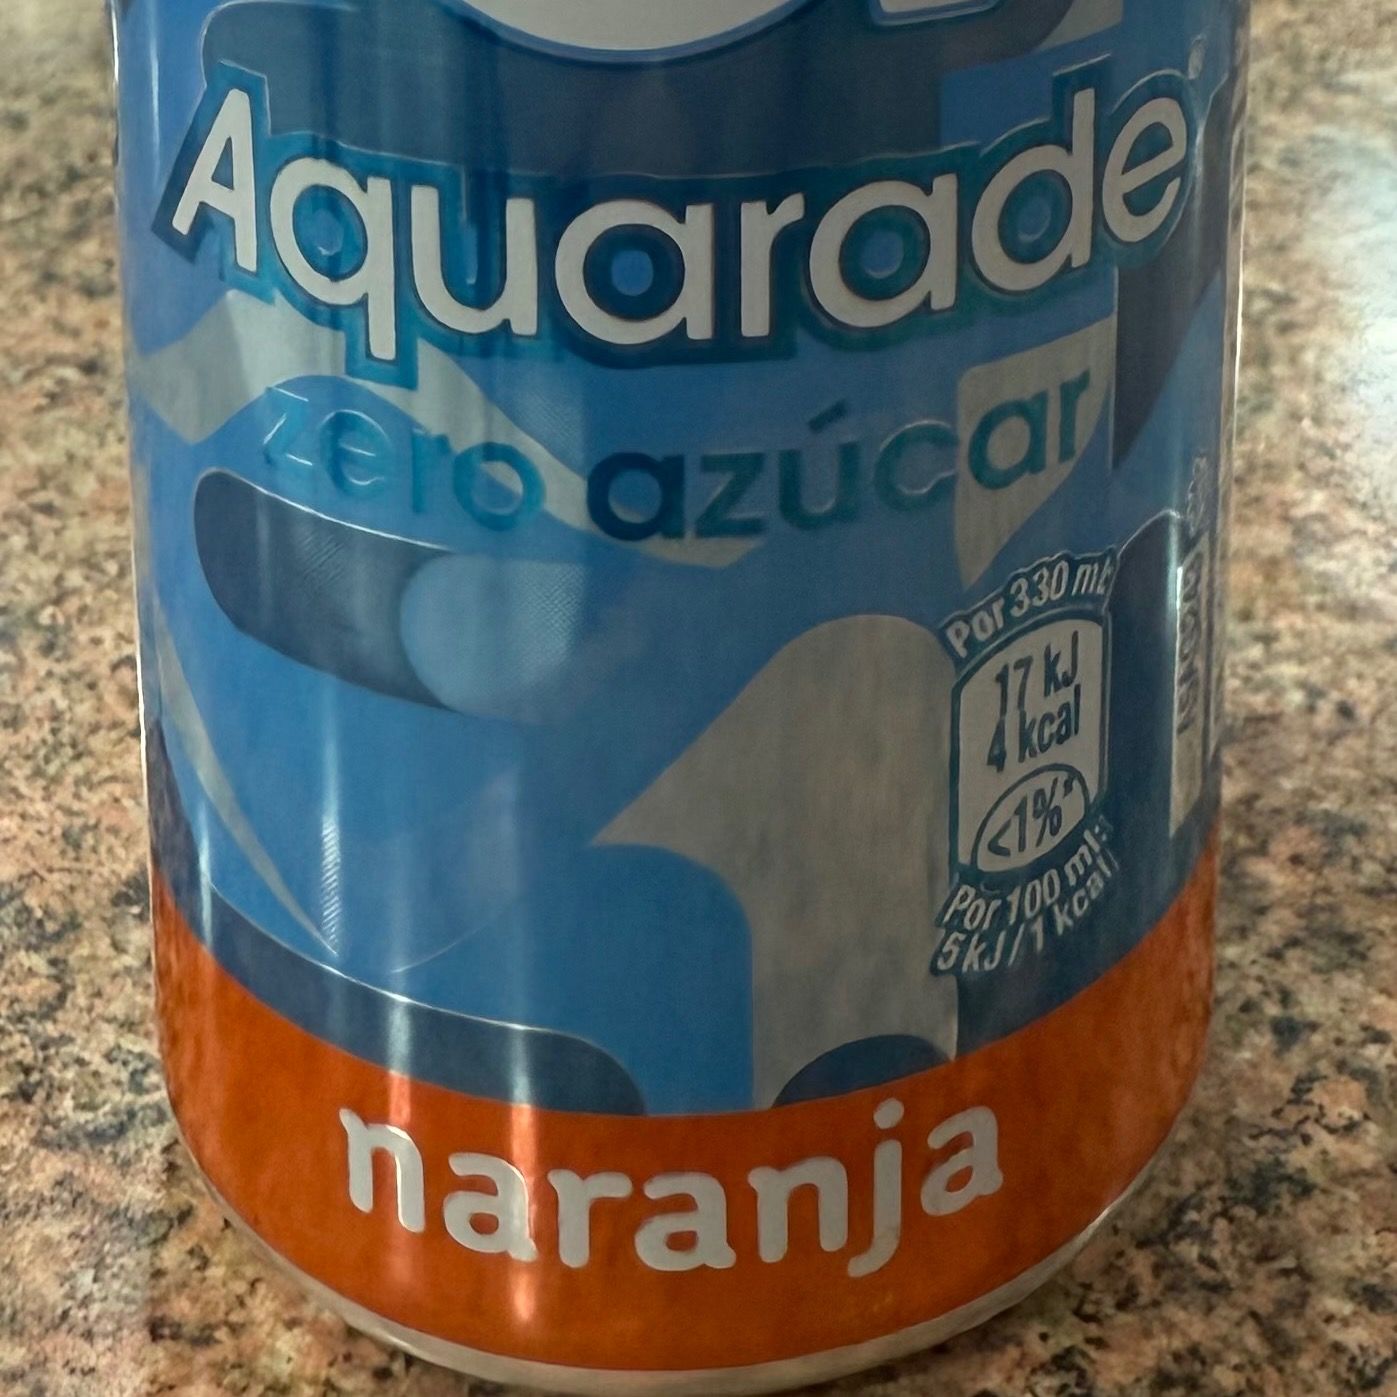 Aquarade
zero azúcar
Por 330 ml:
17 kJ
4 kcal
<1%*
Por 100 ml:
5 kJ / 1 kcal
naranja